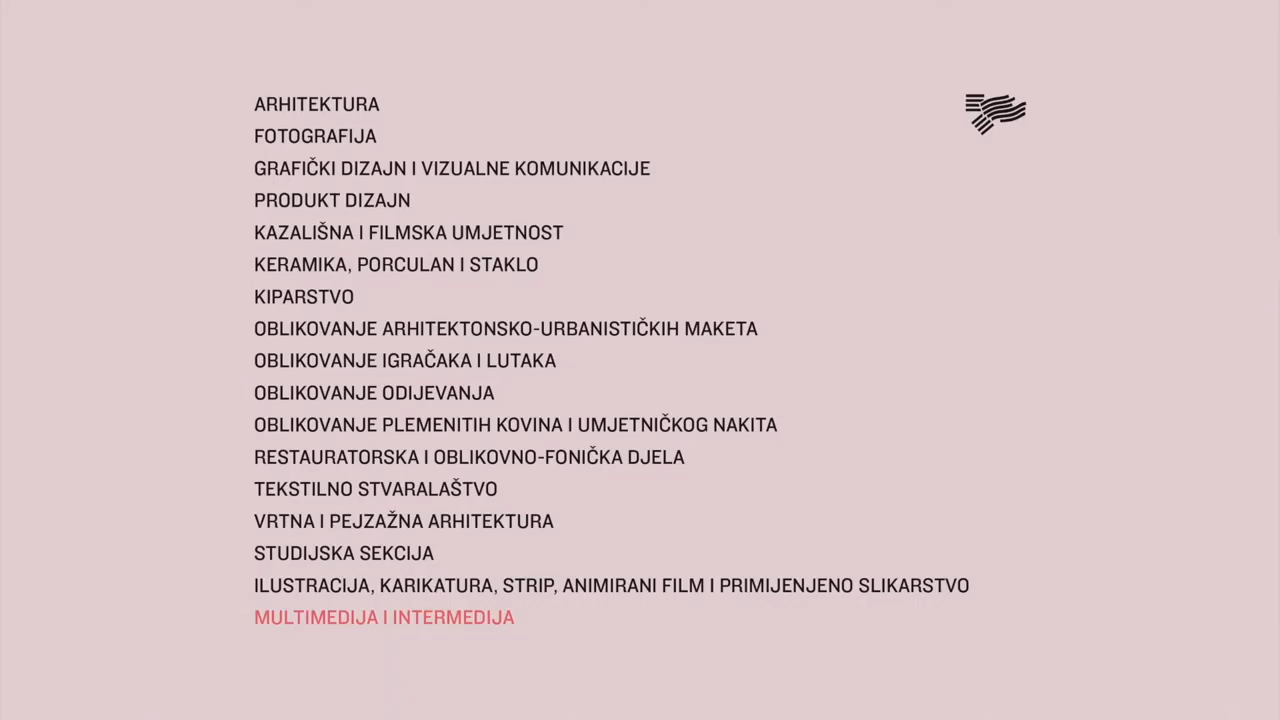 ARHITEKTURA
FOTOGRAFIJA
GRAFIČKI DIZAJN I VIZUALNE KOMUNIKACIJE
PRODUKT DIZAJN
KAZALIŠNA I FILMSKA UMJETNOST
KERAMIKA, PORCULAN I STAKLO
KIPARSTVO
OBLIKOVANJE ARHITEKTONSKO-URBANISTIČKIH MAKETA
OBLIKOVANJE IGRAČAKA I LUTAKA
OBLIKOVANJE ODIJEVANJA
OBLIKOVANJE PLEMENITIH KOVINA I UMJETNIČKOG NAKITA
RESTAURATORSKA I OBLIKOVNO-FONIČKA DJELA
TEKSTILNO STVARALAŠTVO
VRTNA I PEJZAŽNA ARHITEKTURA
STUDIJSKA SEKCIJA
ILUSTRACIJA, KARIKATURA, STRIP, ANIMIRANI FILM I PRIMIJENJENO SLIKARSTVO
MULTIMEDIJA I INTERMEDIJA